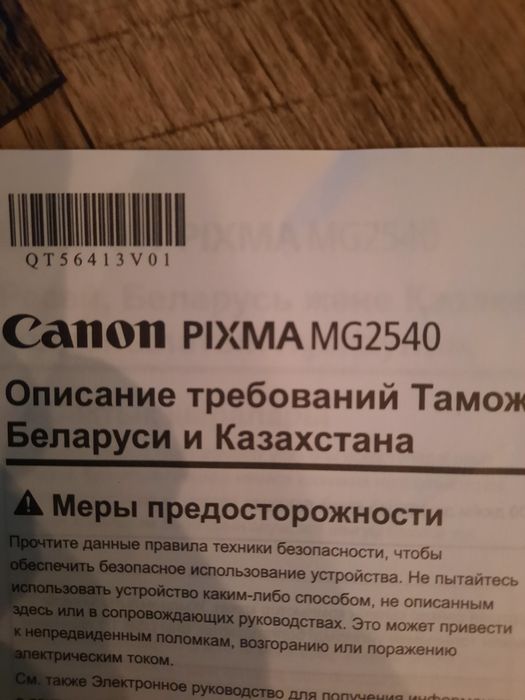 QT56413V01
Canon PIXMA MG2540
Описание требований Тамож
Беларуси и Казахстана
Меры предосторожности
Прочтите данные правила техники безопасности, чтобы
обеспечить безопасное использование устройства. Не пытайтесь
использовать устройство каким-либо способом, не описанным
здесь или в сопровождающих руководствах. Это может привести
к непредвиденным поломкам, возгоранию или поражению
электрическим током.
См. также Электронное руководство для получения